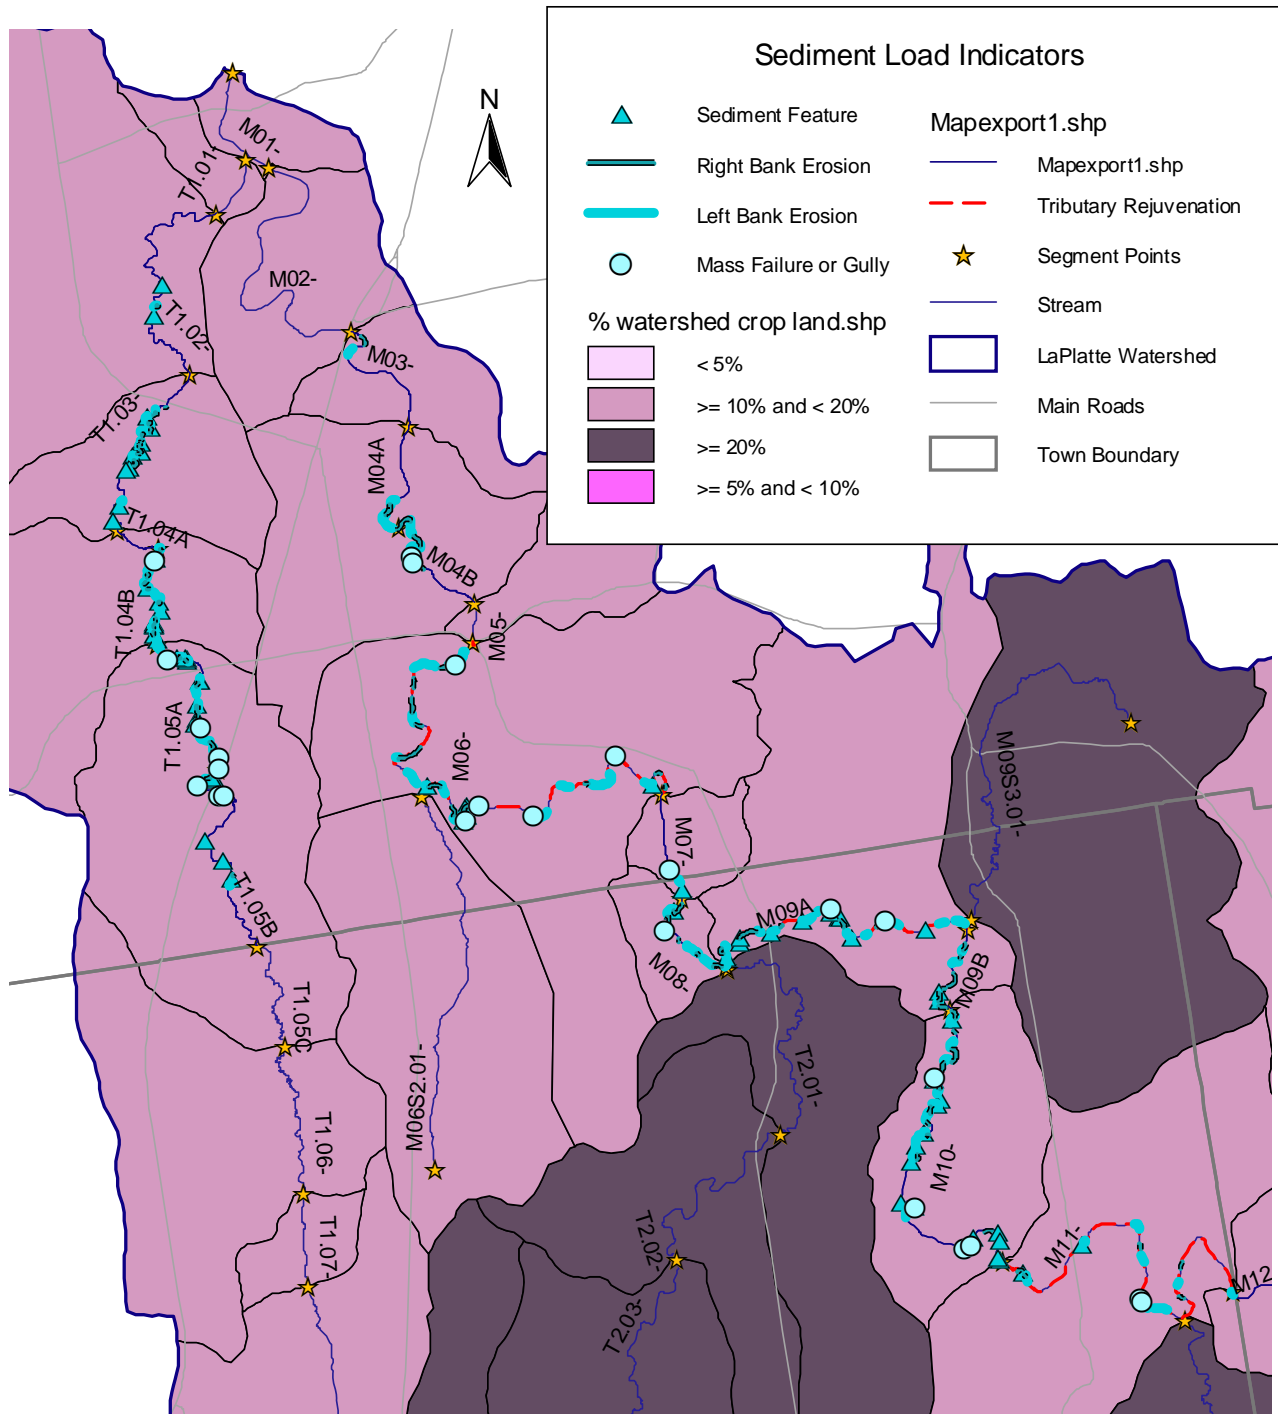 Sediment Load Indicators
Sediment Feature
Right Bank Erosion
Left Bank Erosion
Mass Failure or Gully
% watershed crop land.shp
< 5%
>= 10% and < 20%
>= 20%
>= 5% and < 10%
Mapexport1.shp
Mapexport1.shp
Tributary Rejuvenation
Segment Points
Stream
LaPlatte Watershed
Main Roads
Town Boundary
N
M01-
T1.01-
M02-
T1.02-
M03-
T1.03-
M04A
T1.04A
M04B
T1.04B
M05-
T1.05A
M06-
M09S3.01-
M07-
T1.05B
M09A
M08-
M09B
T1.05C
T2.01-
M06S2.01-
T1.06-
M10-
T2.02-
M11-
T1.07-
M12
T2.03-